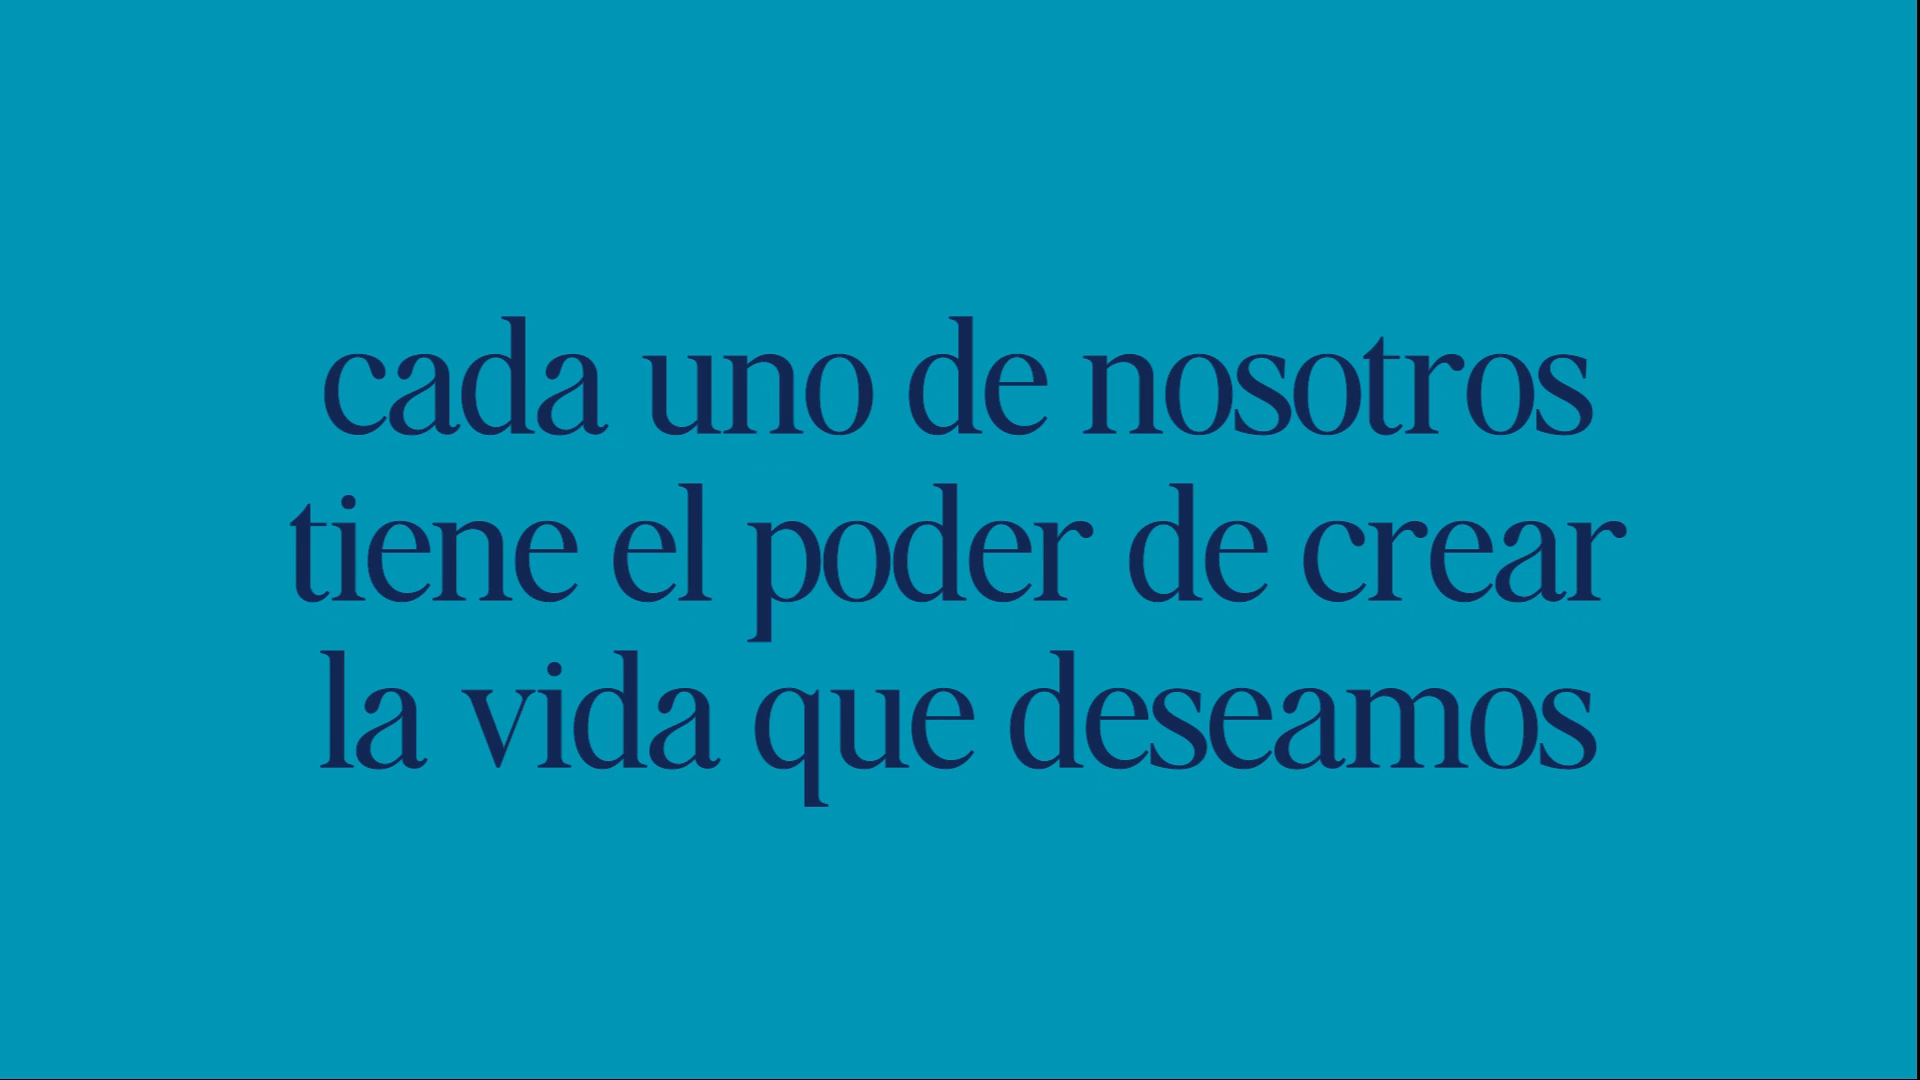 cada uno de nosotros
tiene el poder de crear
la vida que deseamos